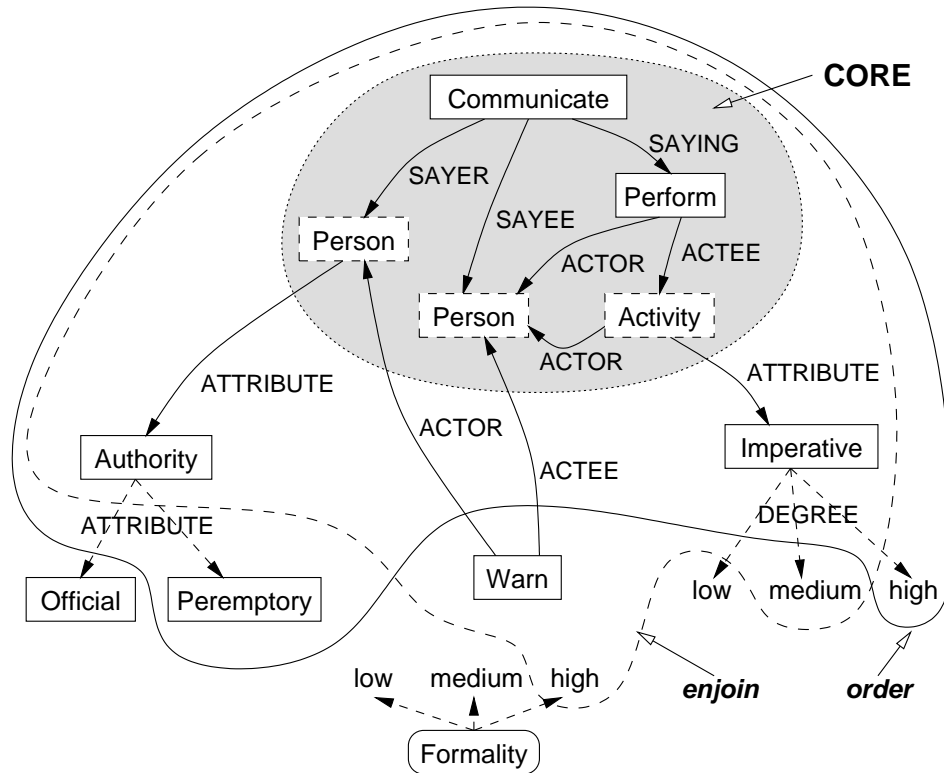 CORE
Communicate
SAYING
SAYER
Perform
SAYEE
Person
ACTOR
ACTEE
Person
Activity
ACTOR
ATTRIBUTE
ATTRIBUTE
ACTOR
Authority
Imperative
ACTEE
ATTRIBUTE
DEGREE
Official
Peremptory
Warn
low
medium
high
low
medium
high
enjoin
order
Formality